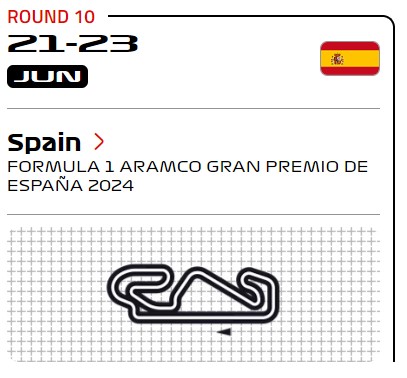 ROUND 10
21-23
JUN
Spain
FORMULA 1 ARAMCO GRAN PREMIO DE
ESPAÑA 2024